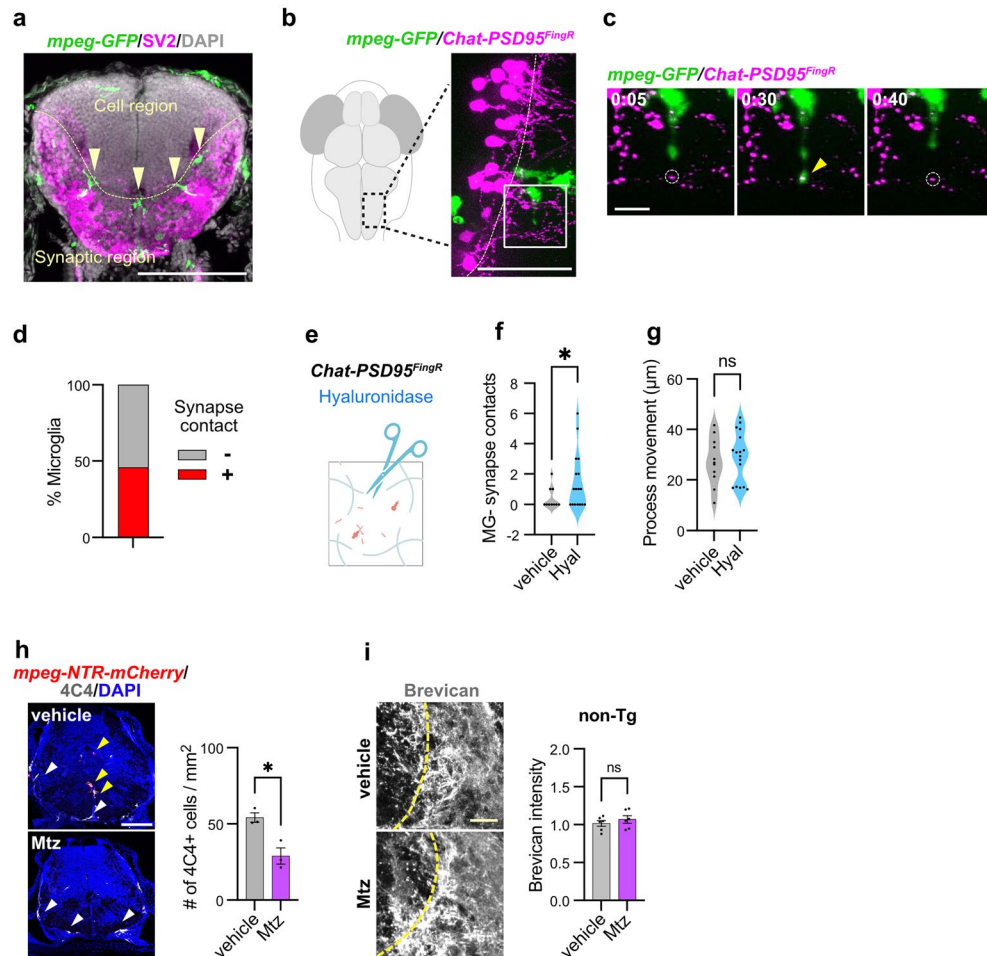 a
mpeg-GFP/SV2/DAPI
Cell region
Synaptic region
b
mpeg-GFP/Chat-PSD95FingR
c
mpeg-GFP/Chat-PSD95FingR
0:05
0:30
0:40
d
% Microglia
100
50
0
Synapse
contact
-
+
e
Chat-PSD95FingR
Hyaluronidase
f
*
MG- synapse contacts
8
6
4
2
0
-2
vehicle
Hyal
g
ns
Process movement (µm)
60
40
20
0
vehicle
Hyal
h
mpeg-NTR-mCherry/
4C4/DAPI
vehicle
Mtz
# of 4C4+ cells / mm2
100
50
0
*
vehicle
Mtz
i
Brevican
vehicle
Mtz
non-Tg
Brevican intensity
2.0
1.5
1.0
0.5
0.0
ns
vehicle
Mtz